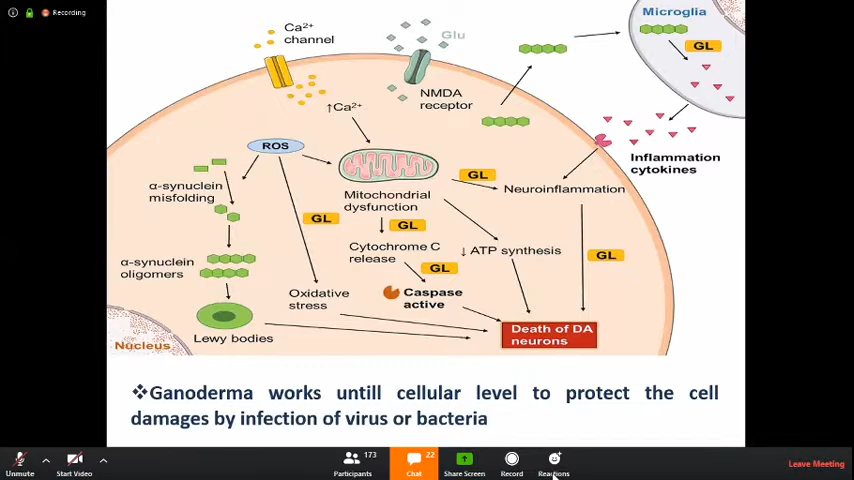 Recording
Microglia
Ca²⁺
channel
Glu
GL
NMDA
receptor
↑Ca²⁺
ROS
Inflammation
cytokines
GL
Neuroinflammation
α-synuclein
misfolding
Mitochondrial
dysfunction
GL
GL
Cytochrome C
release
↓ ATP synthesis
GL
α-synuclein
oligomers
GL
Oxidative
stress
Caspase
active
Lewy bodies
Death of DA
neurons
Nucleus
❖Ganoderma works untill cellular level to protect the cell
damages by infection of virus or bacteria
Unmute
Start Video
173
Participants
22
Chat
Share Screen
Record
Reactions
Leave Meeting